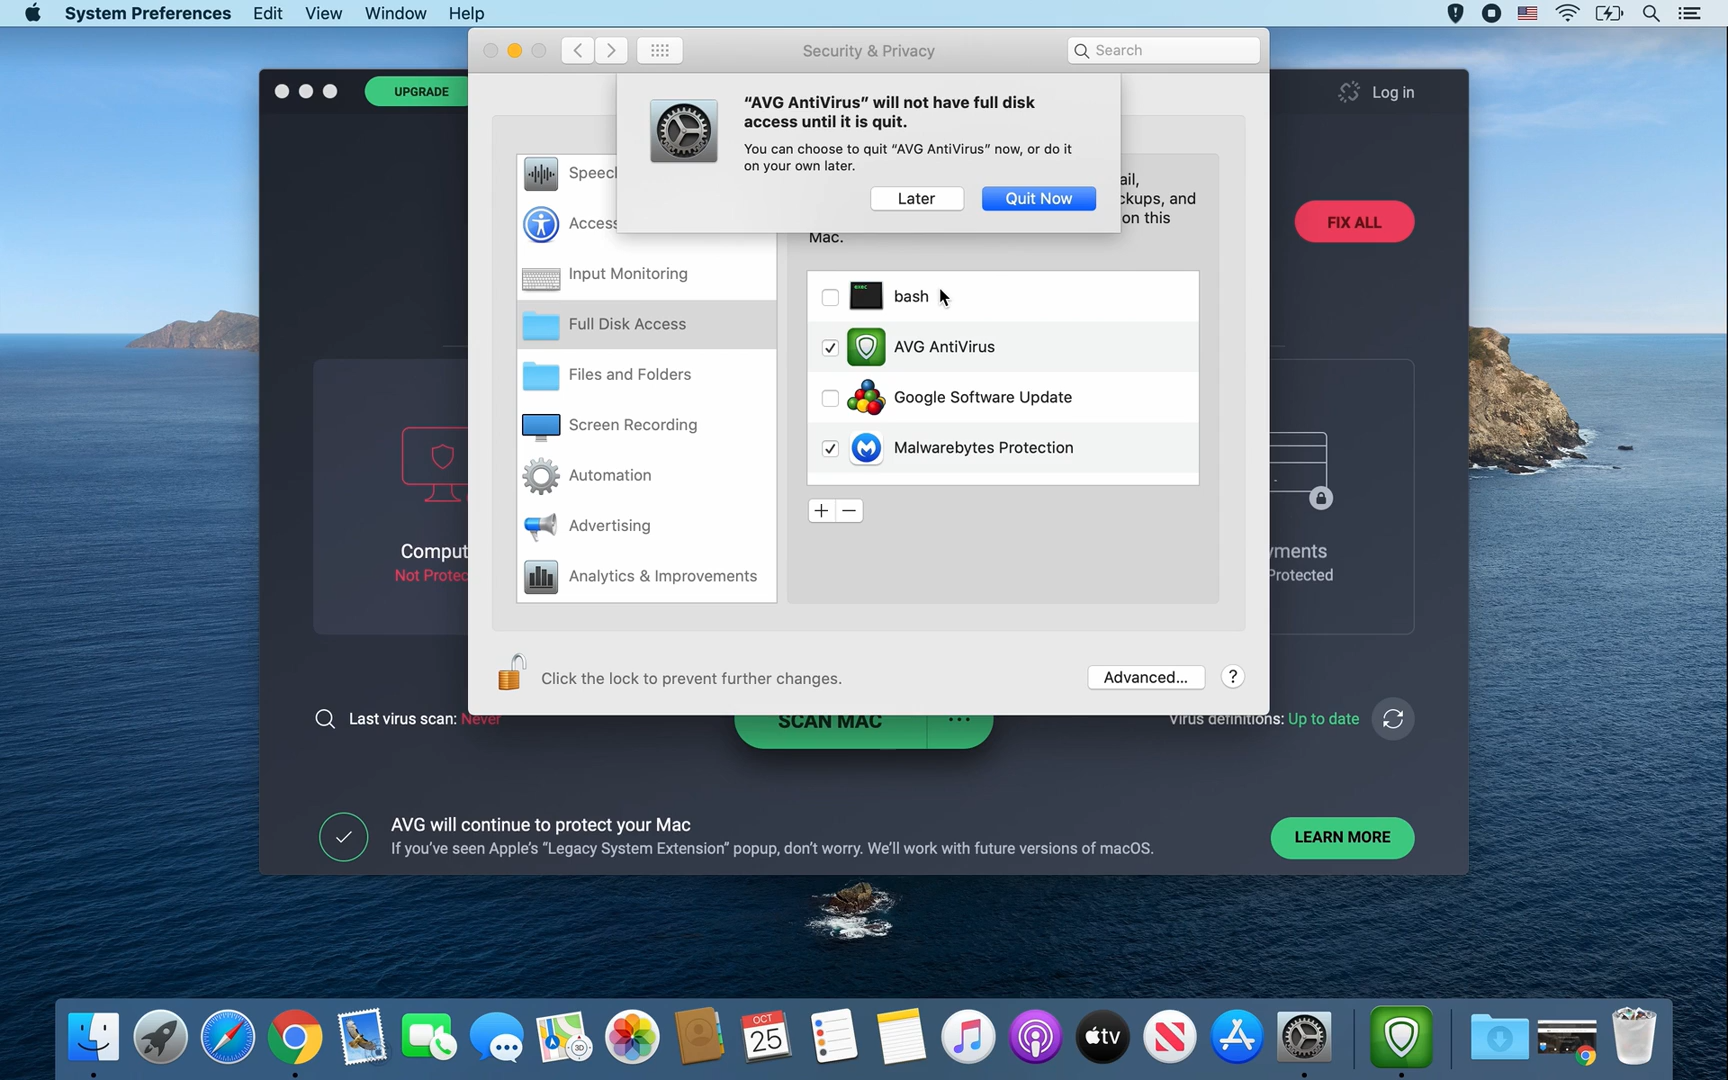 System Preferences Edit View Window Help
Security & Privacy
Search
UPGRADE
Log in
"AVG AntiVirus" will not have full disk
access until it is quit.
You can choose to quit "AVG AntiVirus" now, or do it
on your own later.
Later
Quit Now
Speec
Acces
Input Monitoring
Full Disk Access
Files and Folders
Screen Recording
Automation
Advertising
Analytics & Improvements
ail,
ckups, and
on this
Mac.
exec
bash
AVG AntiVirus
Google Software Update
Malwarebytes Protection
+ −
FIX ALL
Comput
Not Protec
yments
Protected
Click the lock to prevent further changes.
Advanced...
?
Last virus scan: Never
SCAN MAC ...
Virus definitions: Up to date
AVG will continue to protect your Mac
If you've seen Apple's "Legacy System Extension" popup, don't worry. We'll work with future versions of macOS.
LEARN MORE
3D
OCT
25
tv